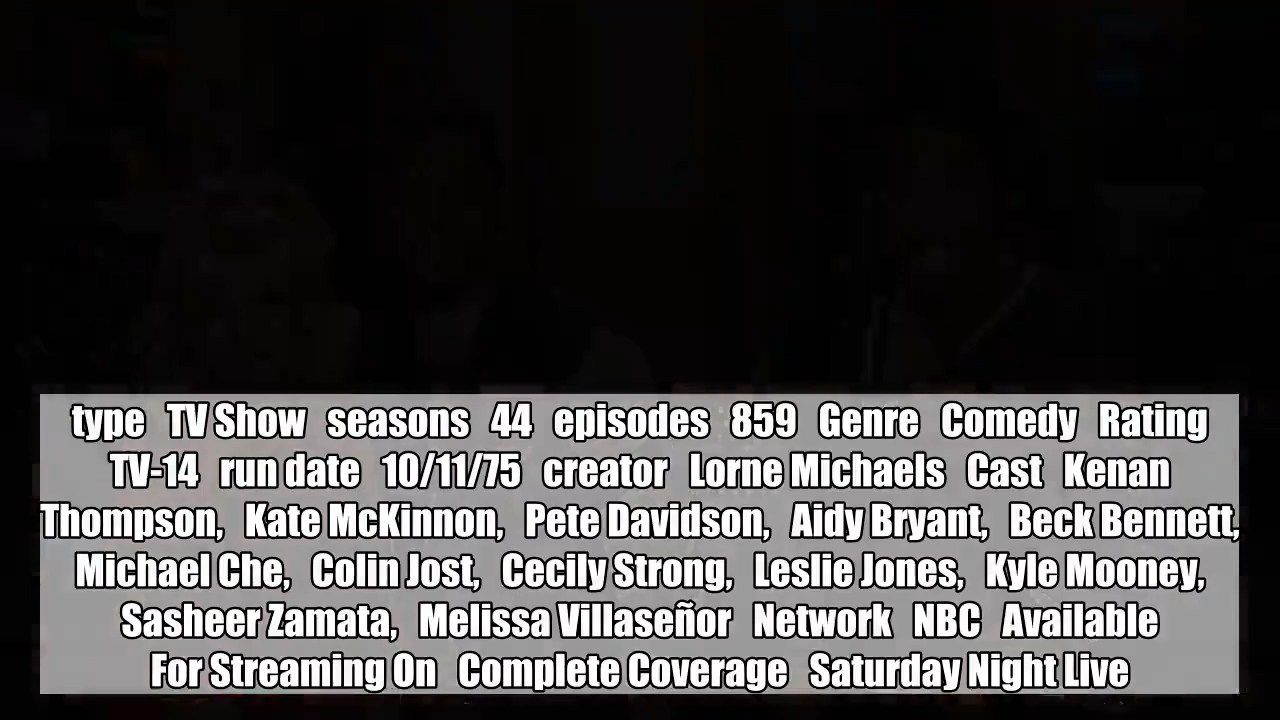 type TV Show seasons 44 episodes 859 Genre Comedy Rating
TV-14 run date 10/11/75 creator Lorne Michaels Cast Kenan
Thompson, Kate McKinnon, Pete Davidson, Aidy Bryant, Beck Bennett,
Michael Che, Colin Jost, Cecily Strong, Leslie Jones, Kyle Mooney,
Sasheer Zamata, Melissa Villaseñor Network NBC Available
For Streaming On Complete Coverage Saturday Night Live